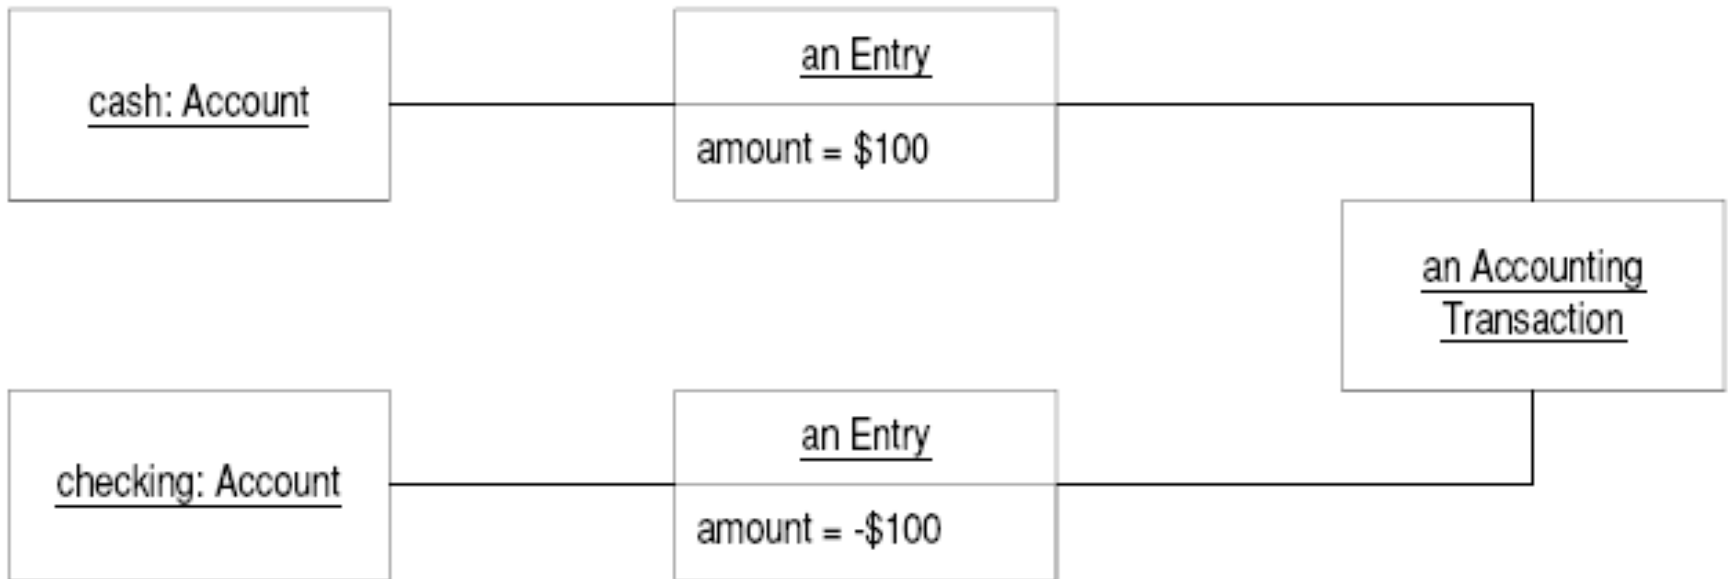 an Entry
cash: Account
amount = $100
an Accounting
Transaction
an Entry
checking: Account
amount = -$100